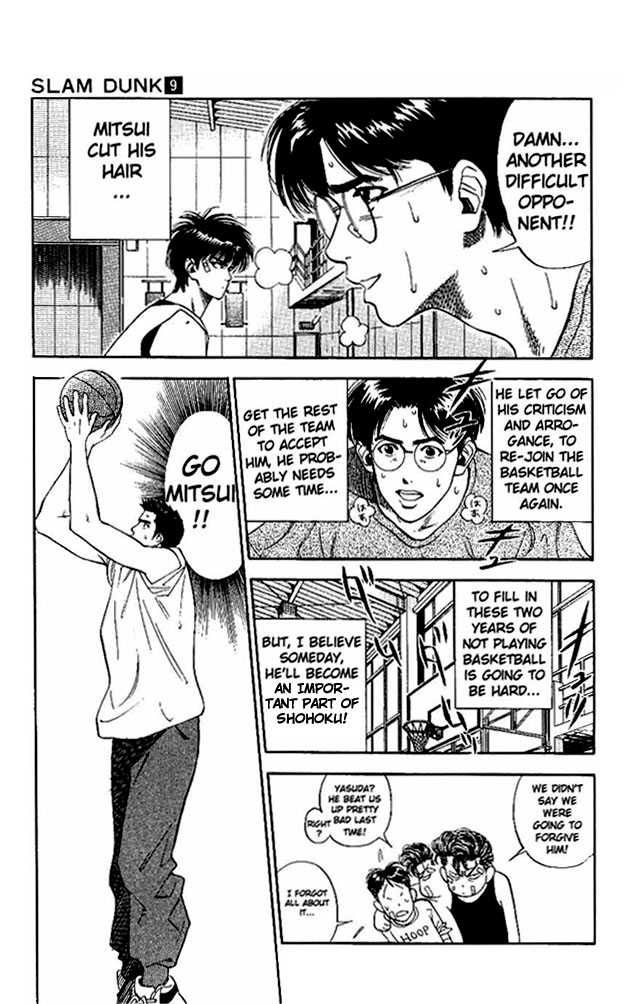 SLAM DUNK 9
DAMN...
ANOTHER
DIFFICULT
OPPO-
NENT!!
MITSUI
CUT HIS
HAIR
...
HE LET GO OF
HIS CRITICISM
AND ARRO-
GANCE, TO
RE-JOIN THE
BASKETBALL
TEAM ONCE
AGAIN.
はぁ
はぁ
GET THE REST
OF THE TEAM
TO ACCEPT
HIM, HE PROB-
ABLY NEEDS
SOME TIME...
TO FILL IN
THESE TWO
YEARS OF
NOT PLAYING
BASKETBALL
IS GOING TO
BE HARD...
BUT, I BELIEVE
SOMEDAY,
HE'LL BECOME
AN IMPOR-
TANT PART OF
SHOHOKU!
WE DIDN'T
SAY WE
WERE
GOING TO
FORGIVE
HIM!
YASUDA?
HE BEAT US
UP PRETTY
BAD LAST
TIME!
RIGHT
?
I FORGOT
ALL ABOUT
IT...
HOOP
GO
MITSUI
!!